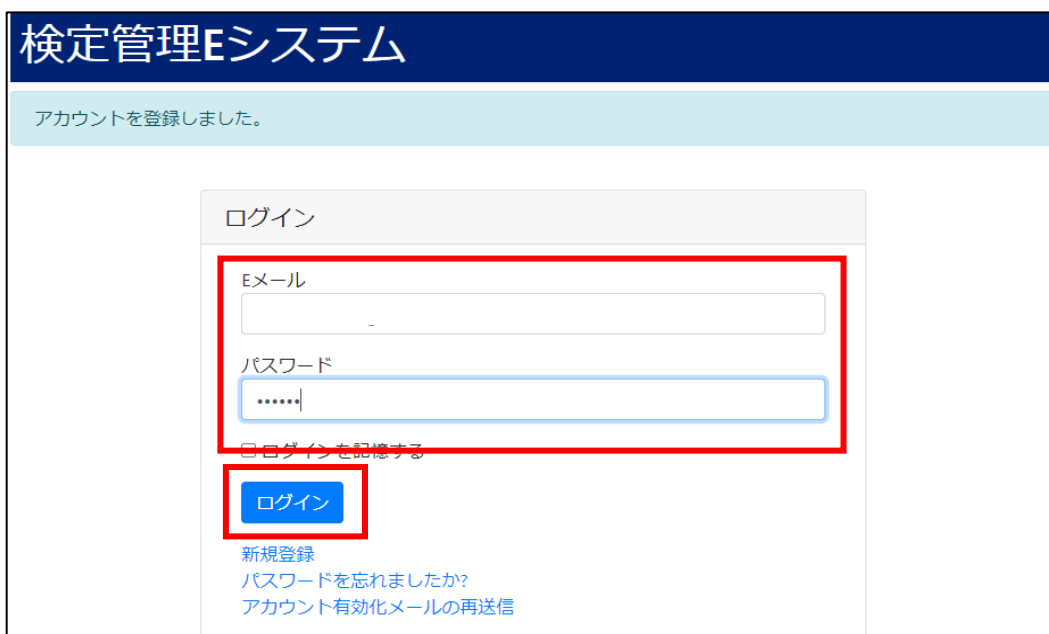 検定管理Eシステム
アカウントを登録しました。
ログイン
Eメール
パスワード
••••••
ログインを記憶する
ログイン
新規登録
パスワードを忘れましたか?
アカウント有効化メールの再送信